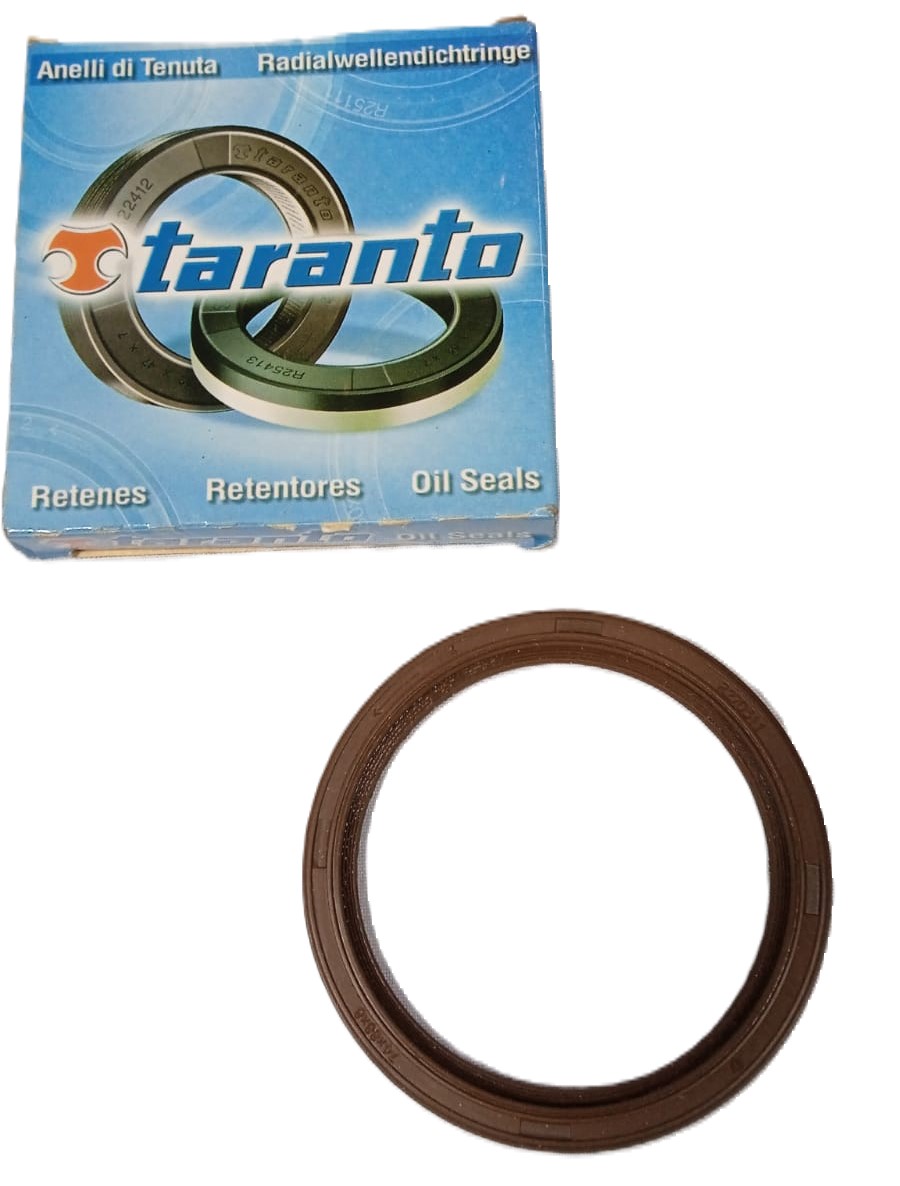 Anelli di Tenuta Radialwellendichtringe
R2511
taranto
22412
taranto
R25413
Retenes Retentores Oil Seals
taranto Oil Seals